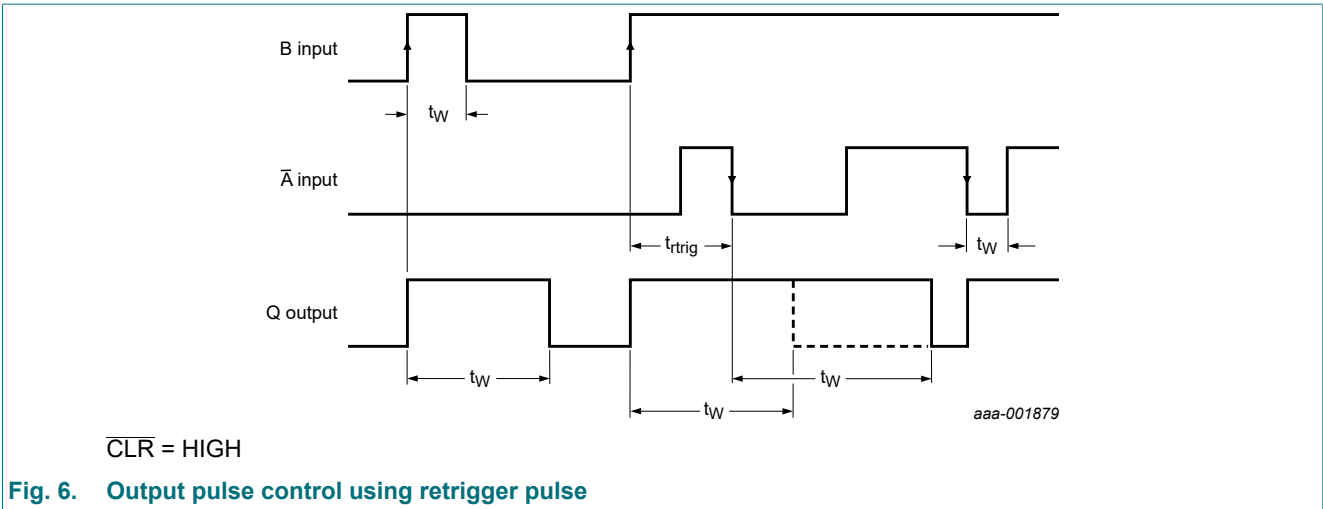 B input
tW
A̅ input
trtrig
tW
Q output
tW
tW
tW
aaa-001879
C̅L̅R̅ = HIGH
Fig. 6. Output pulse control using retrigger pulse